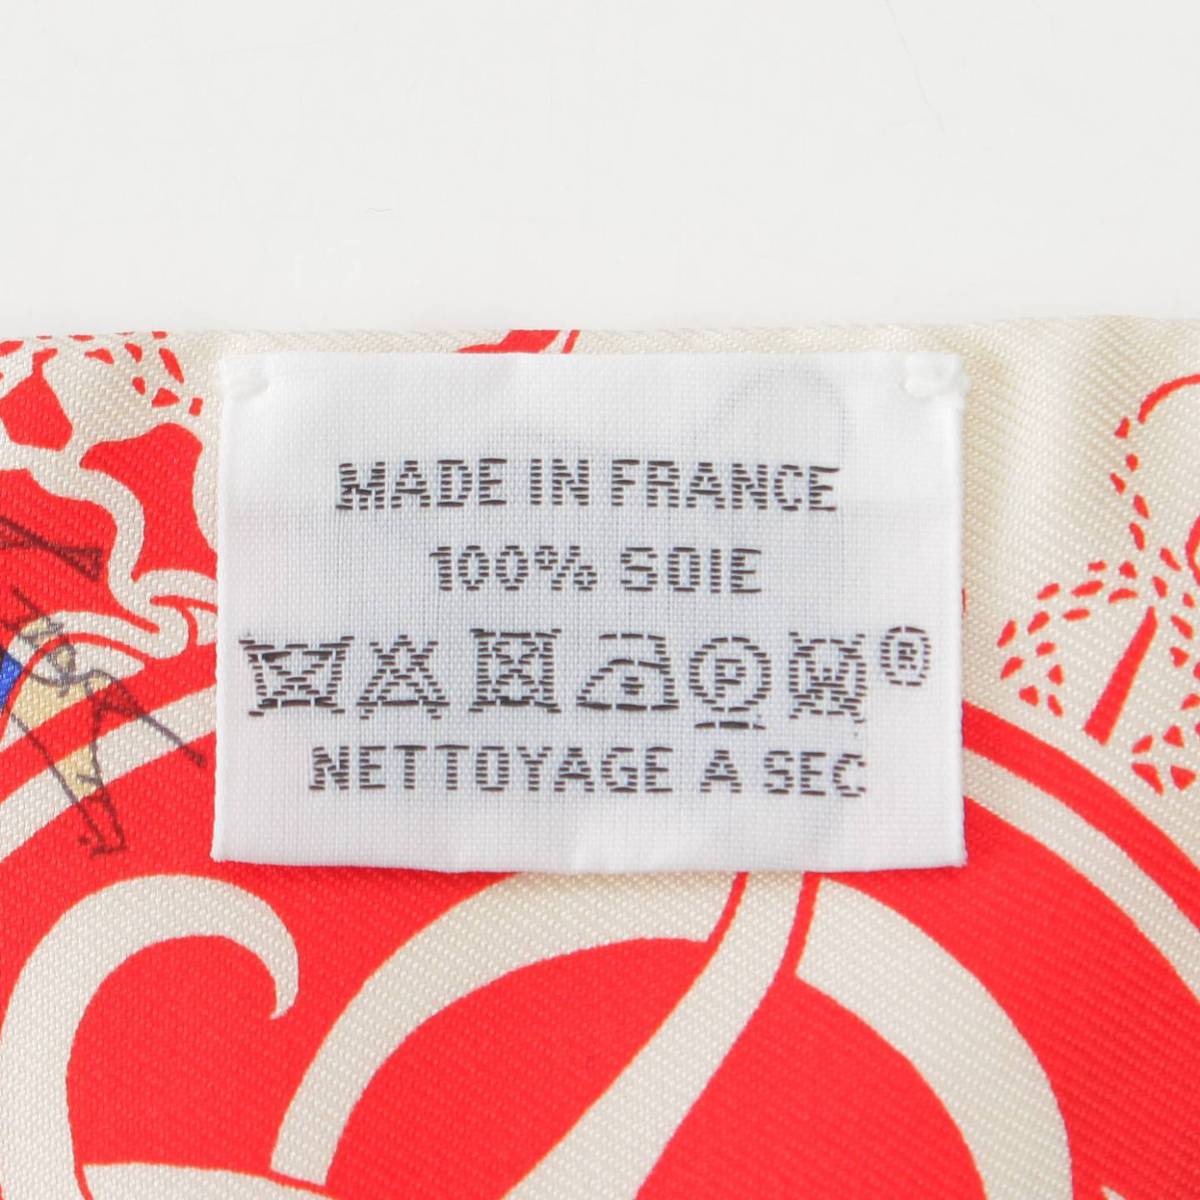 MADE IN FRANCE
100% SOIE
P W ®
NETTOYAGE A SEC